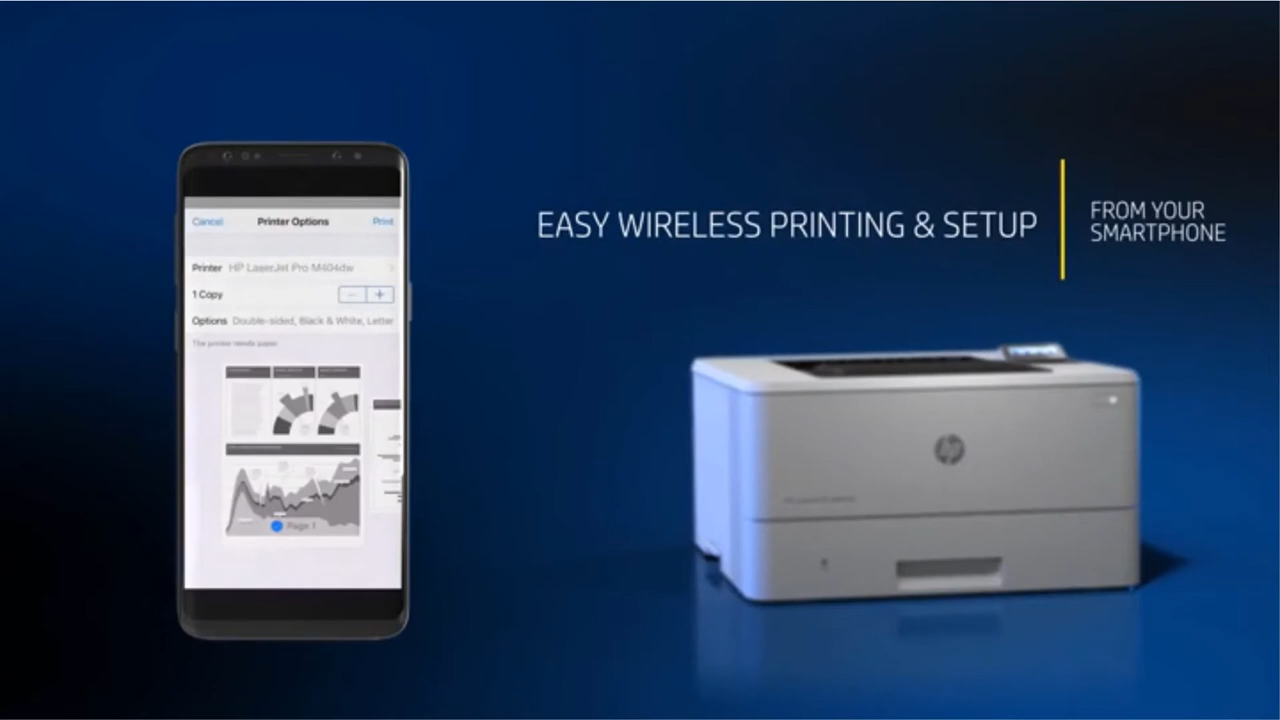 Cancel Printer Options Print
Printer HP LaserJet Pro M404dw
1 Copy
Options Double-sided, Black & White, Letter
The printer needs paper
Page 1
EASY WIRELESS PRINTING & SETUP
FROM YOUR
SMARTPHONE
hp